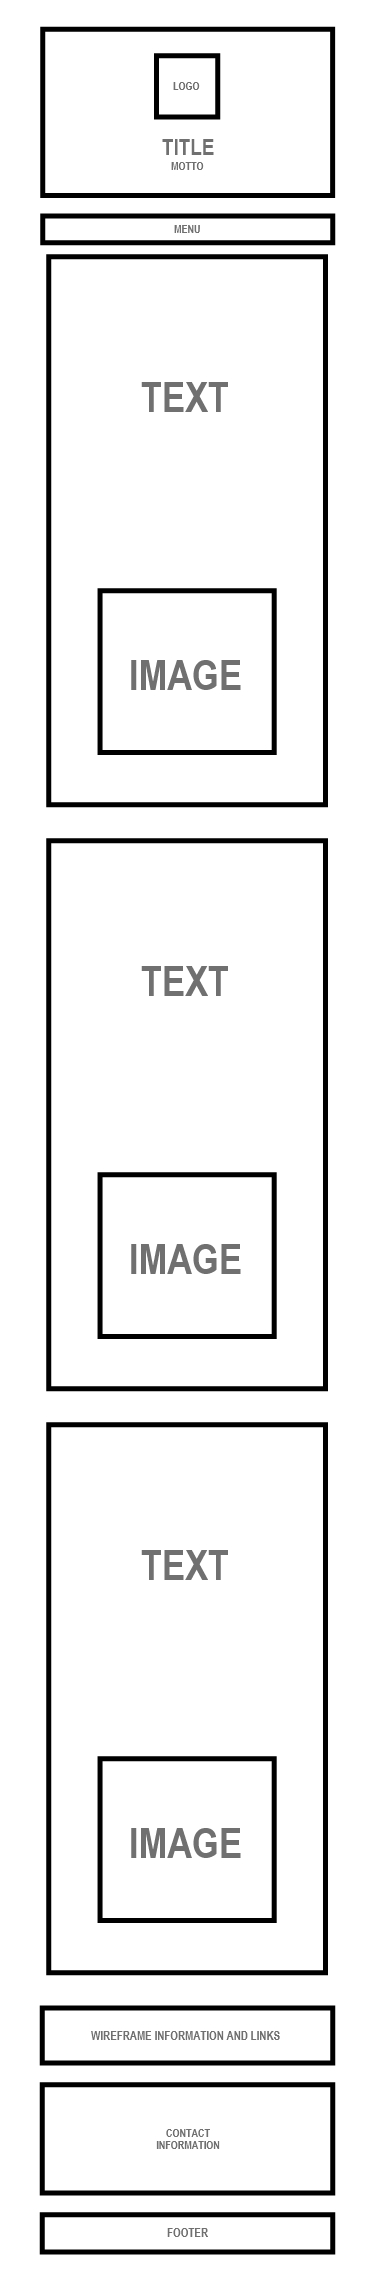 LOGO
TITLE
MOTTO
MENU
TEXT
IMAGE
TEXT
IMAGE
TEXT
IMAGE
WIREFRAME INFORMATION AND LINKS
CONTACT
INFORMATION
FOOTER